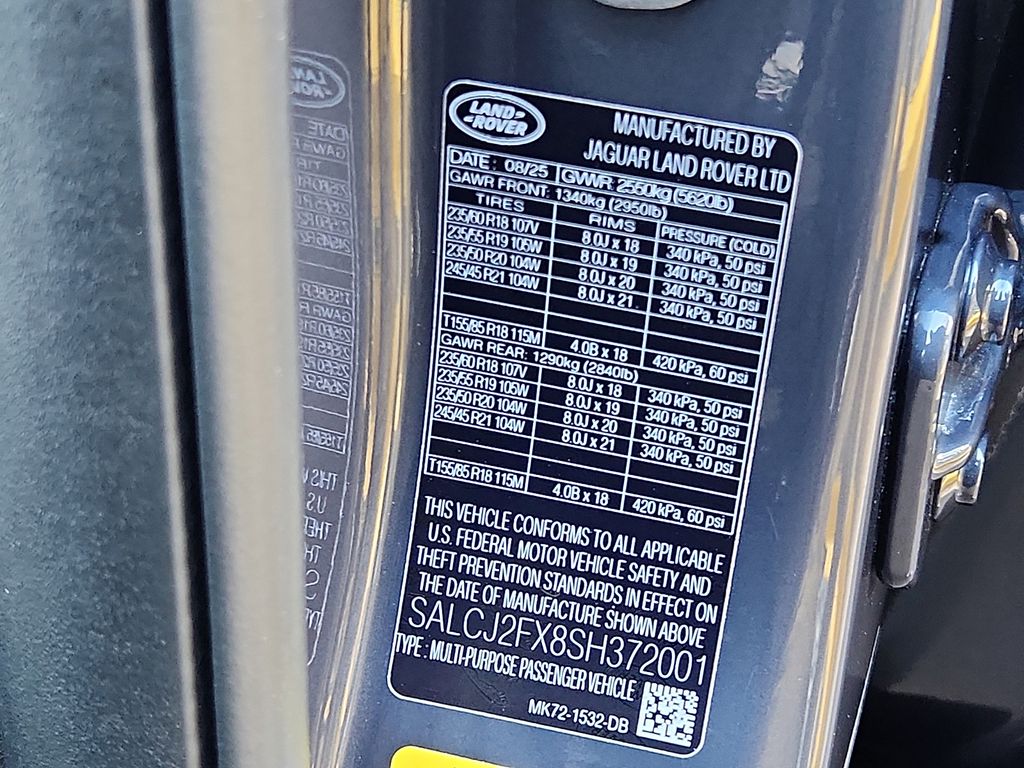 LAND-
-ROVER
MANUFACTURED BY
JAGUAR LAND ROVER LTD
DATE : 08/25 GVWR: 2550kg (5620lb)
GAWR FRONT: 1340kg (2950lb)
TIRES RIMS PRESSURE (COLD)
235/60 R18 107V 8.0J x 18 340 kPa, 50 psi
235/55 R19 105W 8.0J x 19 340 kPa, 50 psi
235/50 R20 104W 8.0J x 20 340 kPa, 50 psi
245/45 R21 104W 8.0J x 21 340 kPa, 50 psi
T155/85 R18 115M 4.0B x 18 420 kPa, 60 psi
GAWR REAR: 1290kg (2840lb)
235/60 R18 107V 8.0J x 18 340 kPa, 50 psi
235/55 R19 105W 8.0J x 19 340 kPa, 50 psi
235/50 R20 104W 8.0J x 20 340 kPa, 50 psi
245/45 R21 104W 8.0J x 21 340 kPa, 50 psi
T155/85 R18 115M 4.0B x 18 420 kPa, 60 psi
THIS VEHICLE CONFORMS TO ALL APPLICABLE
U.S. FEDERAL MOTOR VEHICLE SAFETY AND
THEFT PREVENTION STANDARDS IN EFFECT ON
THE DATE OF MANUFACTURE SHOWN ABOVE
SALCJ2FX8SH372001
TYPE : MULTI-PURPOSE PASSENGER VEHICLE
MK72-1532-DB